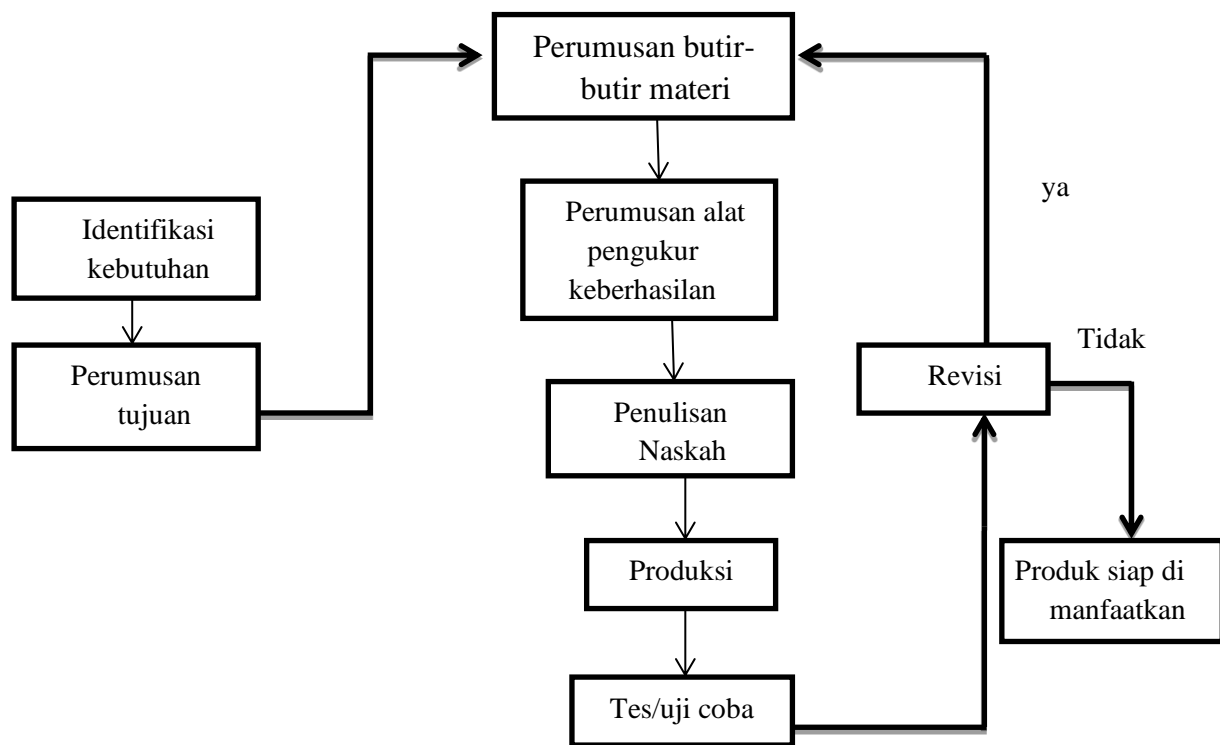 Identifikasi
kebutuhan
Perumusan
tujuan
Perumusan butir-
butir materi
Perumusan alat
pengukur
keberhasilan
Penulisan
Naskah
Produksi
Tes/uji coba
Revisi
ya
Tidak
Produk siap di
manfaatkan